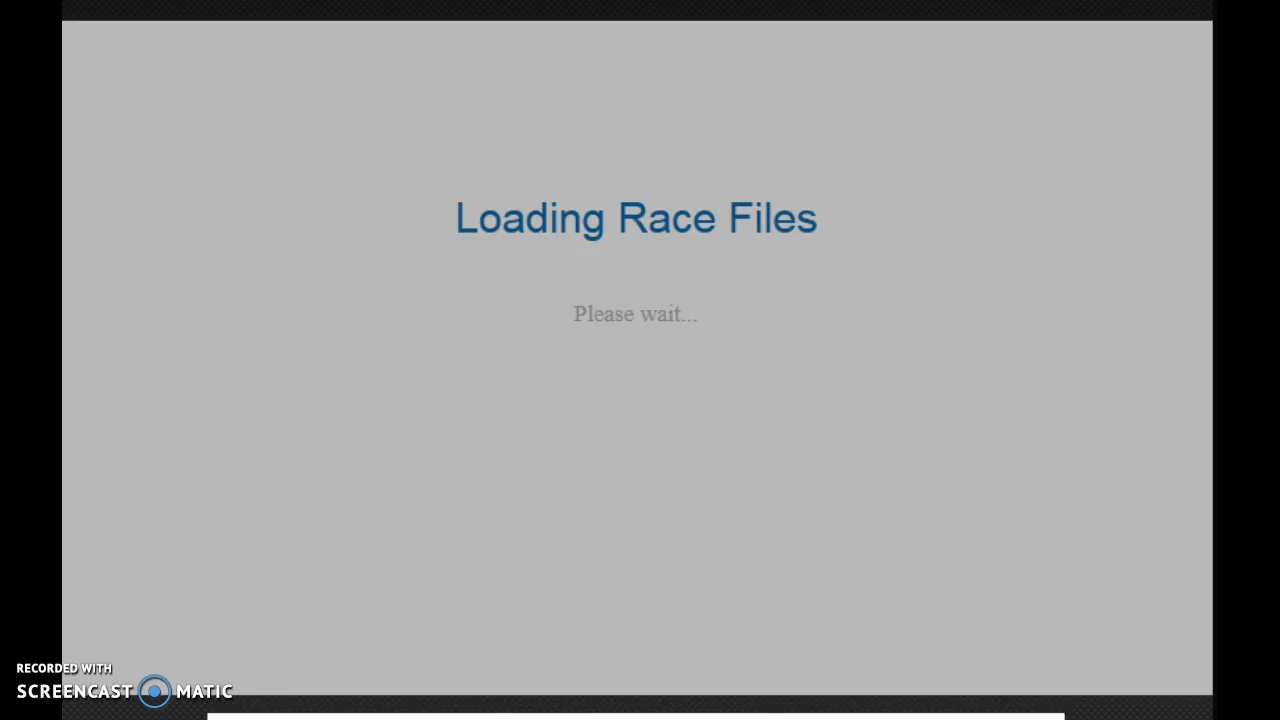 Loading Race Files
Please wait...
RECORDED WITH
SCREENCAST MATIC